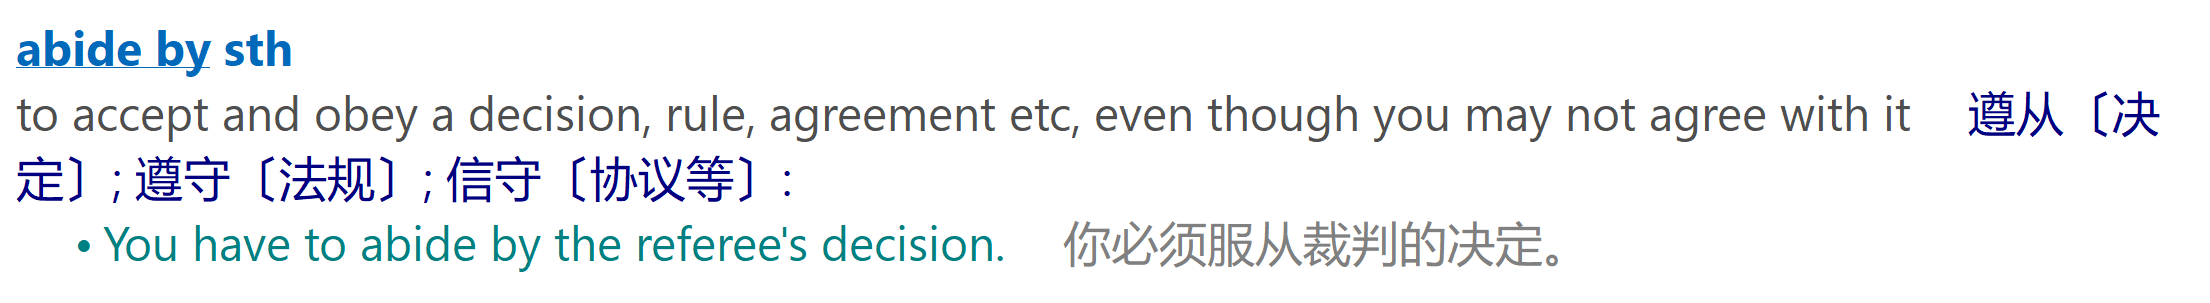 abide by sth
to accept and obey a decision, rule, agreement etc, even though you may not agree with it 遵从〔决
定〕; 遵守〔法规〕; 信守〔协议等〕:
• You have to abide by the referee's decision. 你必须服从裁判的决定。